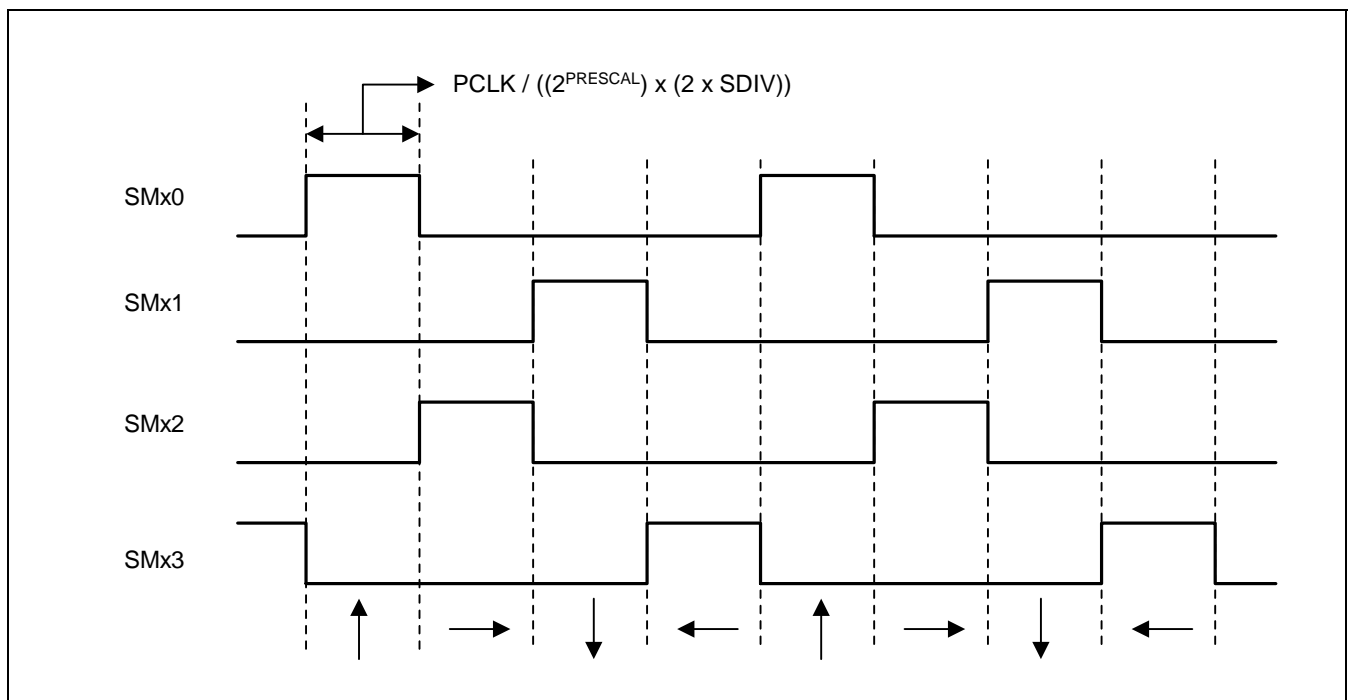 PCLK / ((2^PRESCAL) x (2 x SDIV))
SMx0
SMx1
SMx2
SMx3